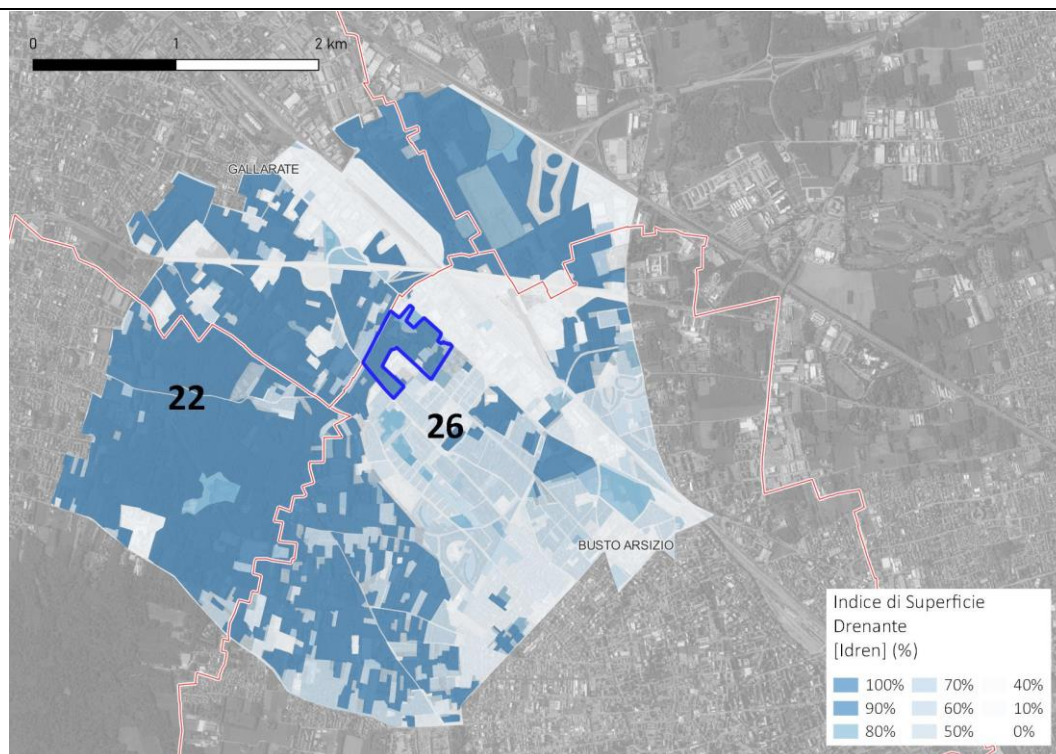 0 1 2 km
GALLARATE
22
26
BUSTO ARSIZIO
Indice di Superficie
Drenante
[Idren] (%)
100% 70% 40%
90% 60% 10%
80% 50% 0%